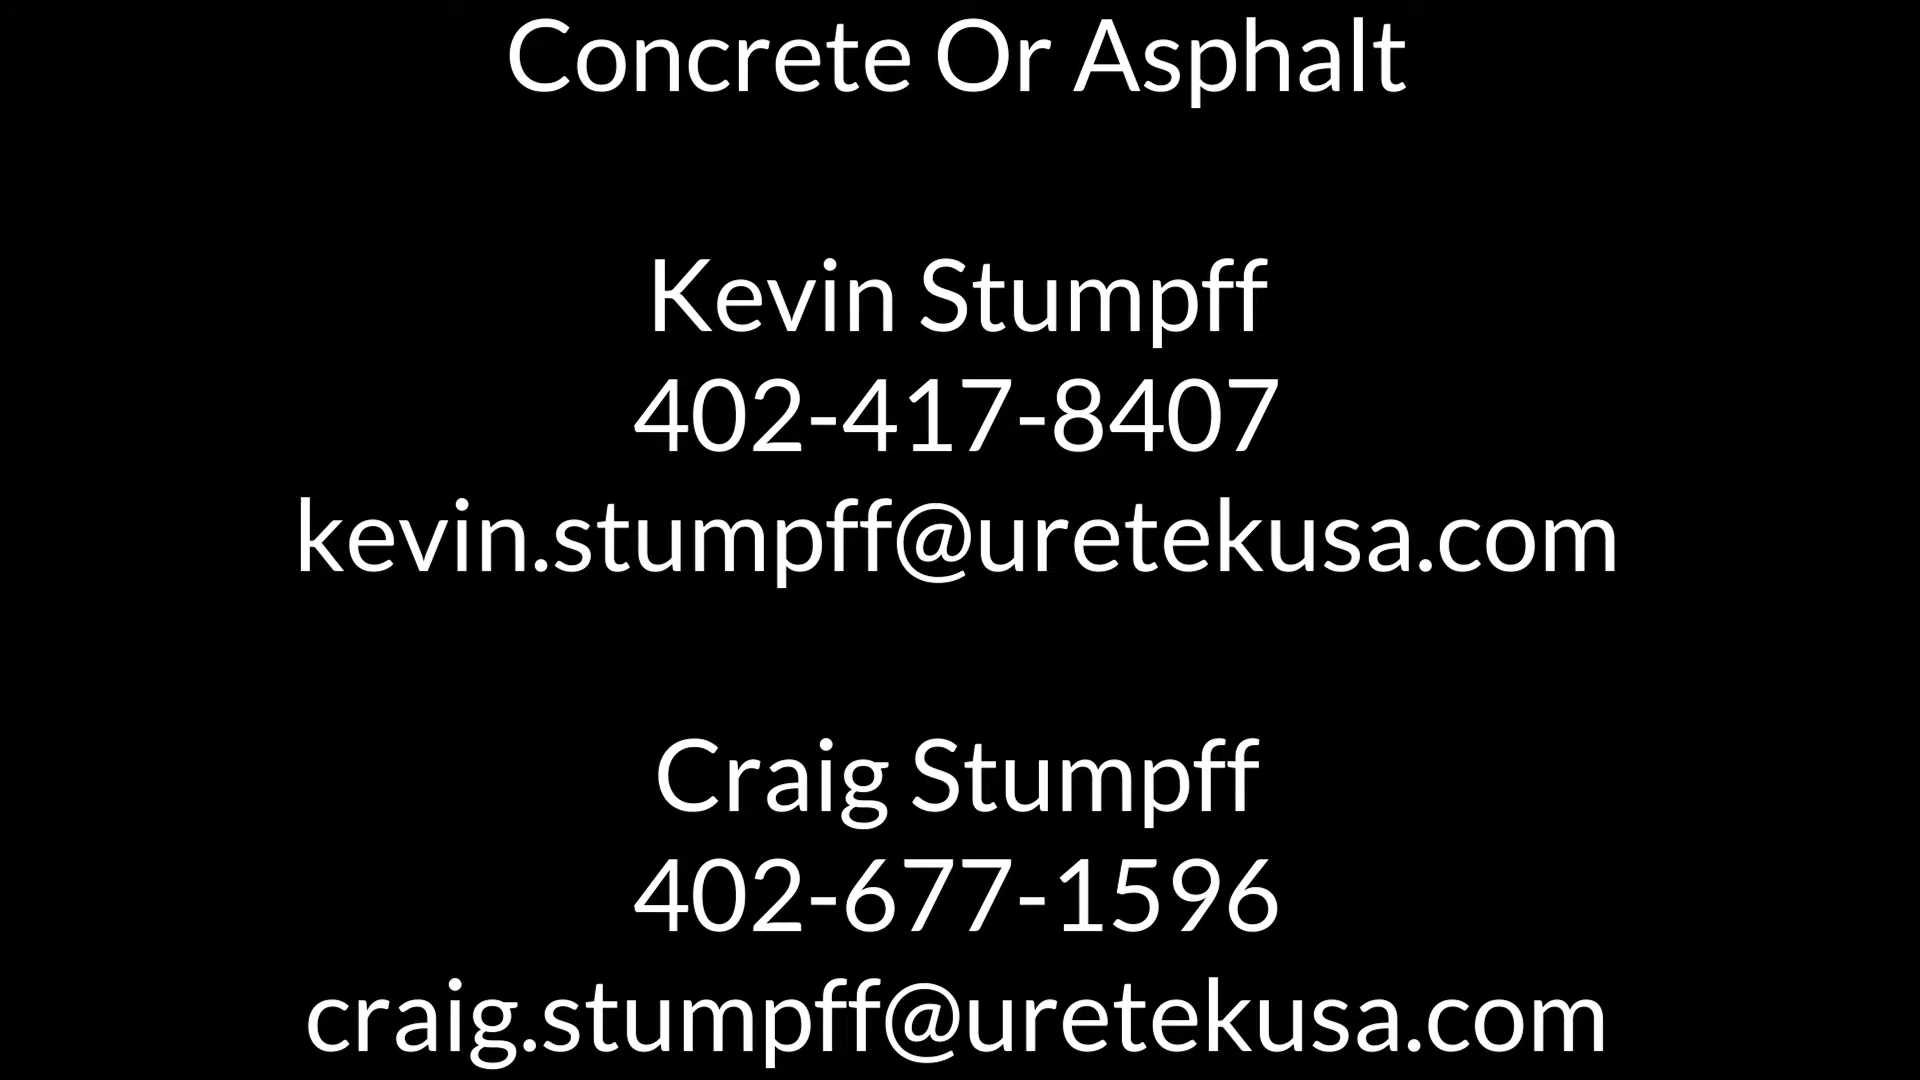 Concrete Or Asphalt
Kevin Stumpff
402-417-8407
kevin.stumpff@uretekusa.com
Craig Stumpff
402-677-1596
craig.stumpff@uretekusa.com